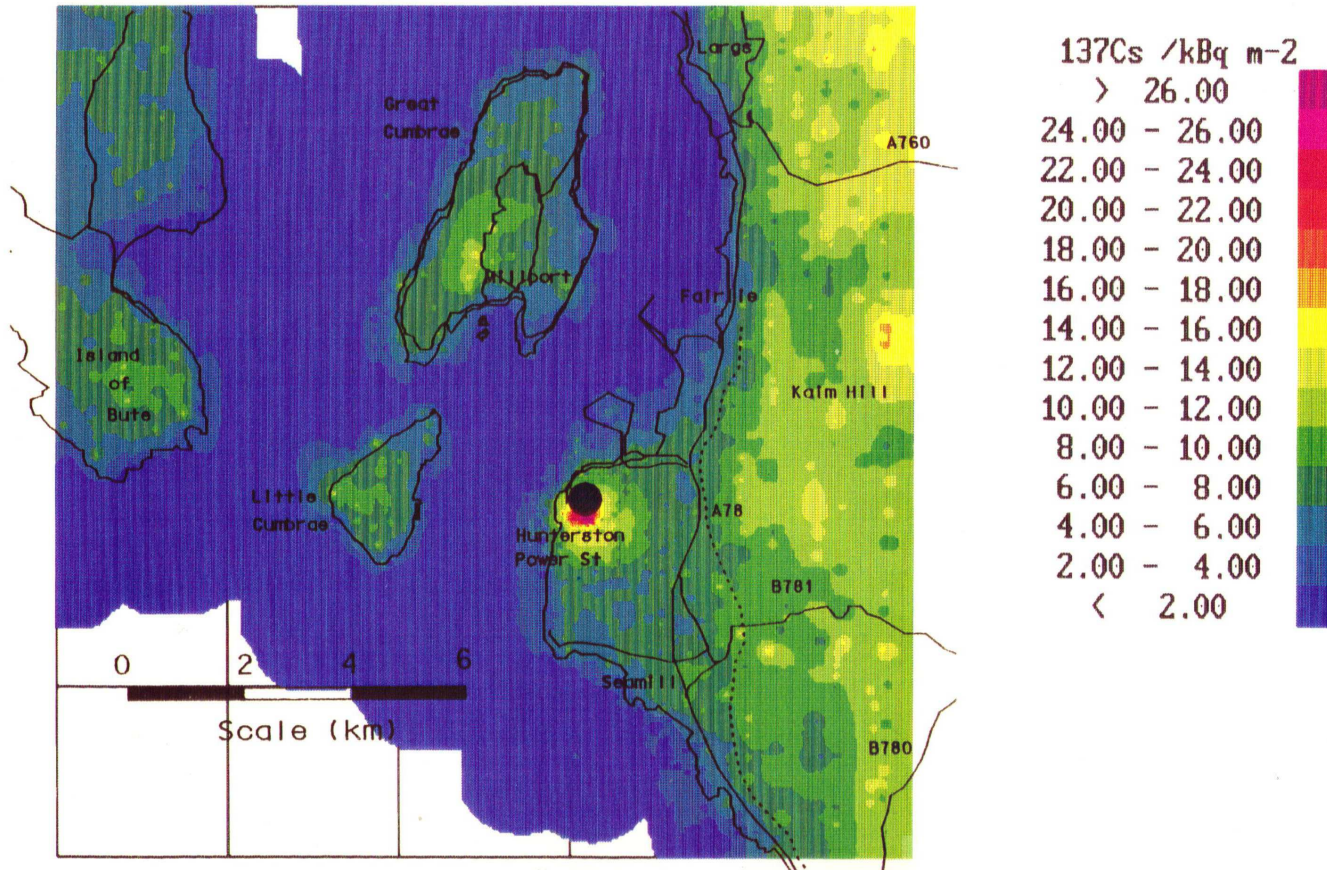 Largs
Great
Cumbrae
A760
Millport
Fairlie
Island
of
Bute
Kaim Hill
Little
Cumbrae
A78
Hunterston
Power St
B781
Seamill
B780
0 2 4 6
Scale (km)
137Cs /kBq m-2
> 26.00
24.00 - 26.00
22.00 - 24.00
20.00 - 22.00
18.00 - 20.00
16.00 - 18.00
14.00 - 16.00
12.00 - 14.00
10.00 - 12.00
8.00 - 10.00
6.00 - 8.00
4.00 - 6.00
2.00 - 4.00
< 2.00